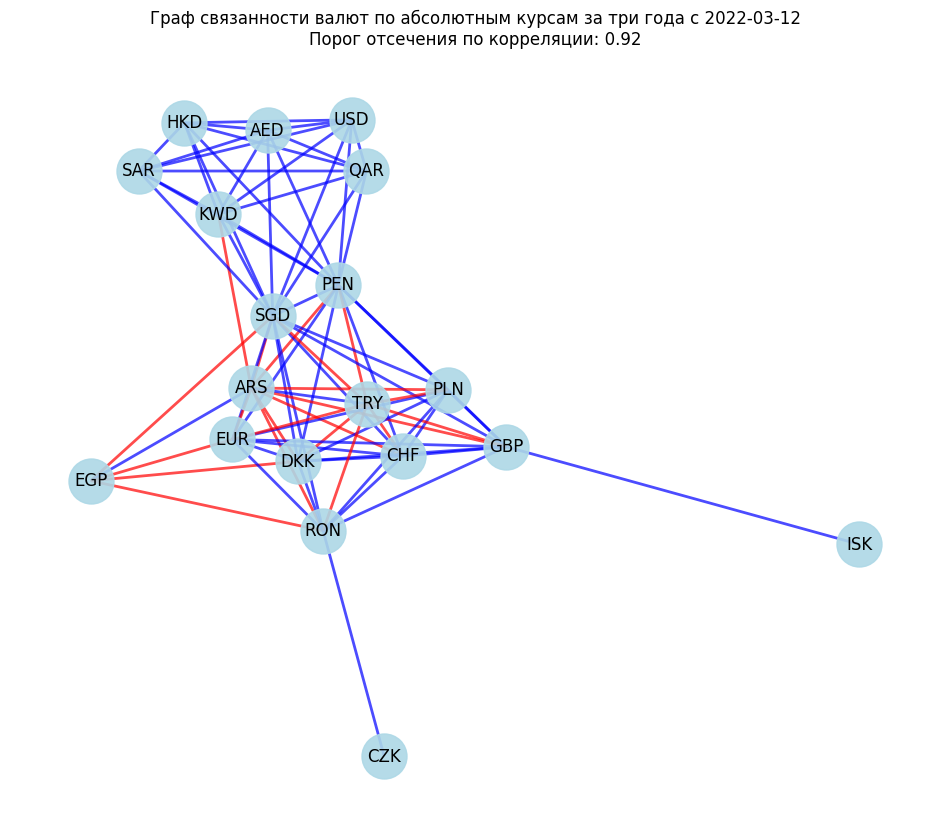 Граф связанности валют по абсолютным курсам за три года с 2022-03-12
Порог отсечения по корреляции: 0.92
HKD
AED
USD
SAR
QAR
KWD
PEN
SGD
ARS
TRY
PLN
EUR
DKK
CHF
GBP
EGP
RON
ISK
CZK